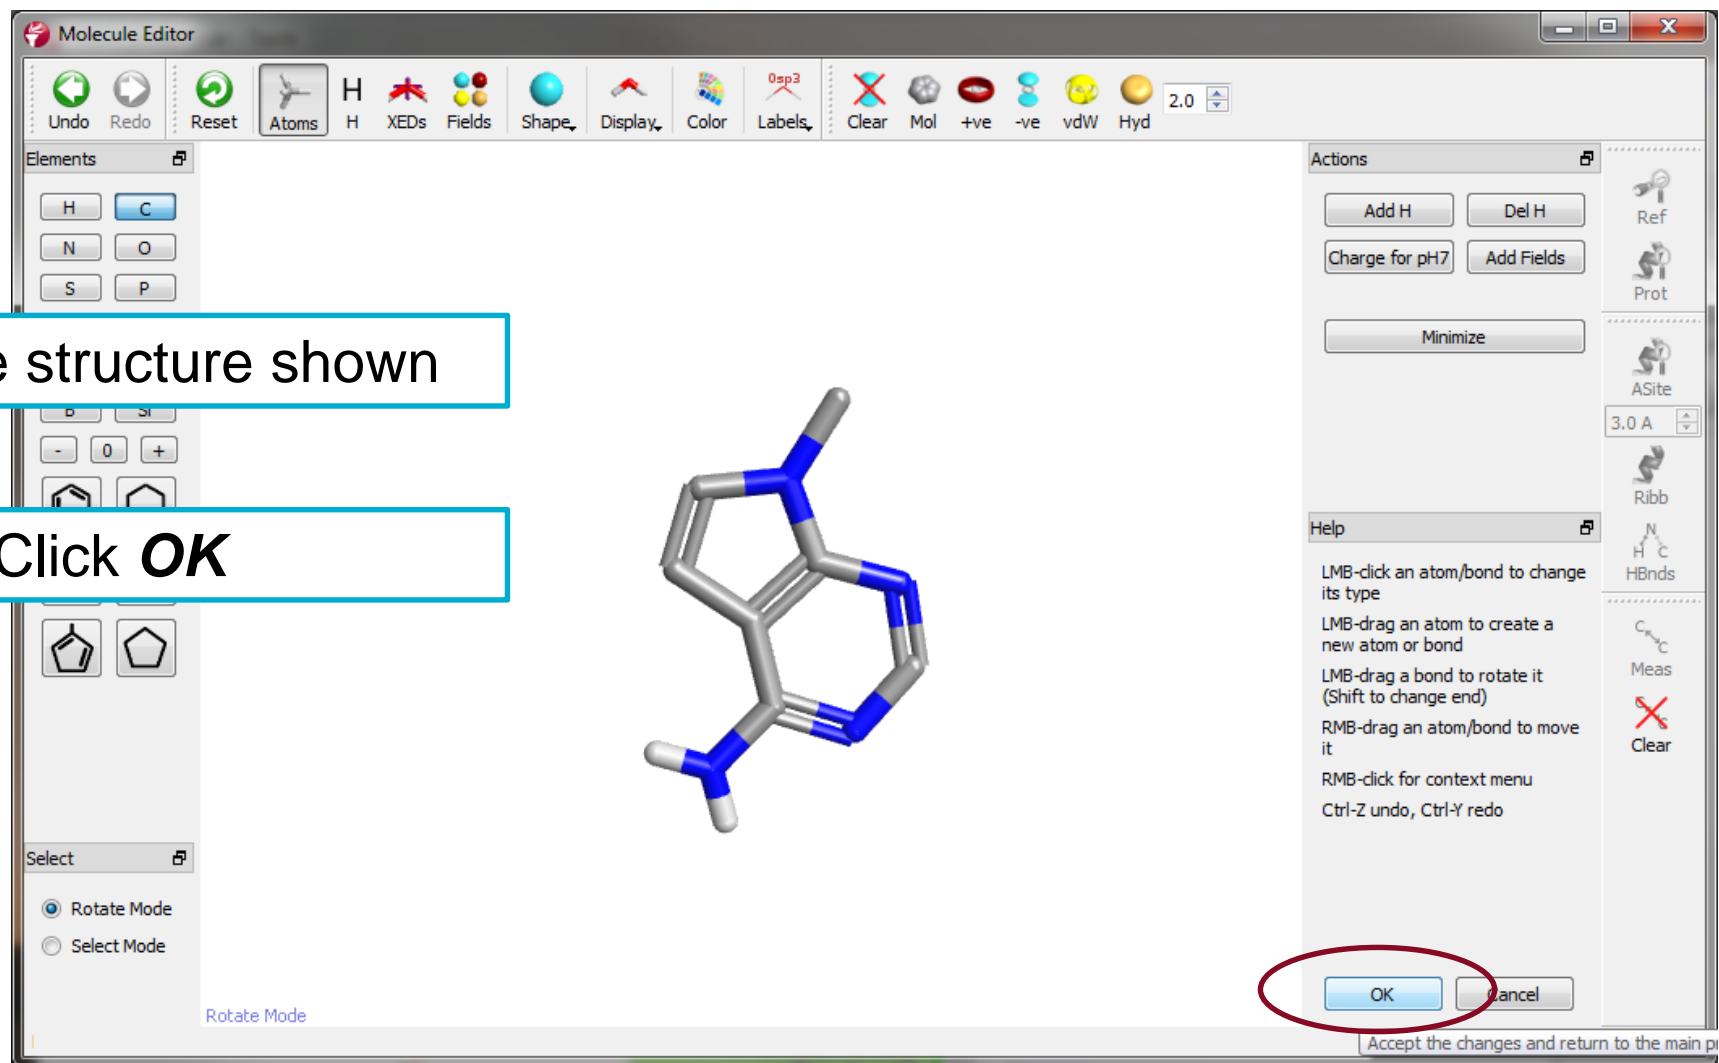 Molecule Editor
Undo Redo Reset Atoms H XEDs Fields Shape Display Color Labels Clear Mol +ve -ve vdW Hyd
H
0sp3
2.0
Elements
H C
N O
S P
e structure shown
B Si
- 0 +
Click OK
Select
Rotate Mode
Select Mode
Rotate Mode
Actions
Add H Del H
Charge for pH7 Add Fields
Minimize
Help
LMB-click an atom/bond to change
its type
LMB-drag an atom to create a
new atom or bond
LMB-drag a bond to rotate it
(Shift to change end)
RMB-drag an atom/bond to move
it
RMB-click for context menu
Ctrl-Z undo, Ctrl-Y redo
OK Cancel
Accept the changes and return to the main
Ref
Prot
ASite
3.0 A
Ribb
N
H C
HBnds
C
C
Meas
C
C
Clear